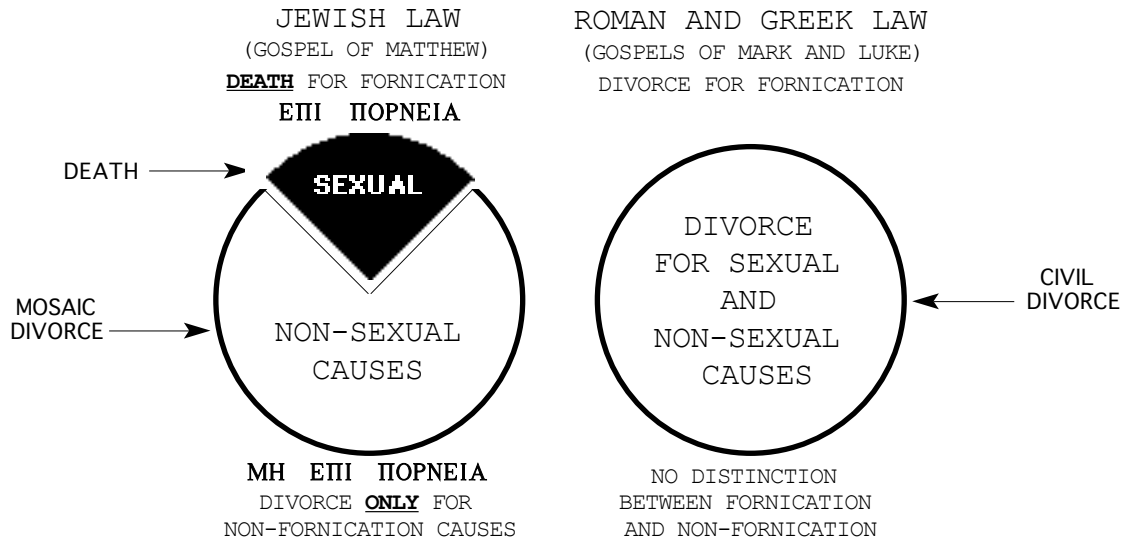 JEWISH LAW
(GOSPEL OF MATTHEW)
DEATH FOR FORNICATION
ΕΠΙ ΠΟΡΝΕΙΑ
DEATH
SEXUAL
MOSAIC
DIVORCE
NON-SEXUAL
CAUSES
ΜΗ ΕΠΙ ΠΟΡΝΕΙΑ
DIVORCE ONLY FOR
NON-FORNICATION CAUSES
ROMAN AND GREEK LAW
(GOSPELS OF MARK AND LUKE)
DIVORCE FOR FORNICATION
DIVORCE
FOR SEXUAL
AND
NON-SEXUAL
CAUSES
CIVIL
DIVORCE
NO DISTINCTION
BETWEEN FORNICATION
AND NON-FORNICATION